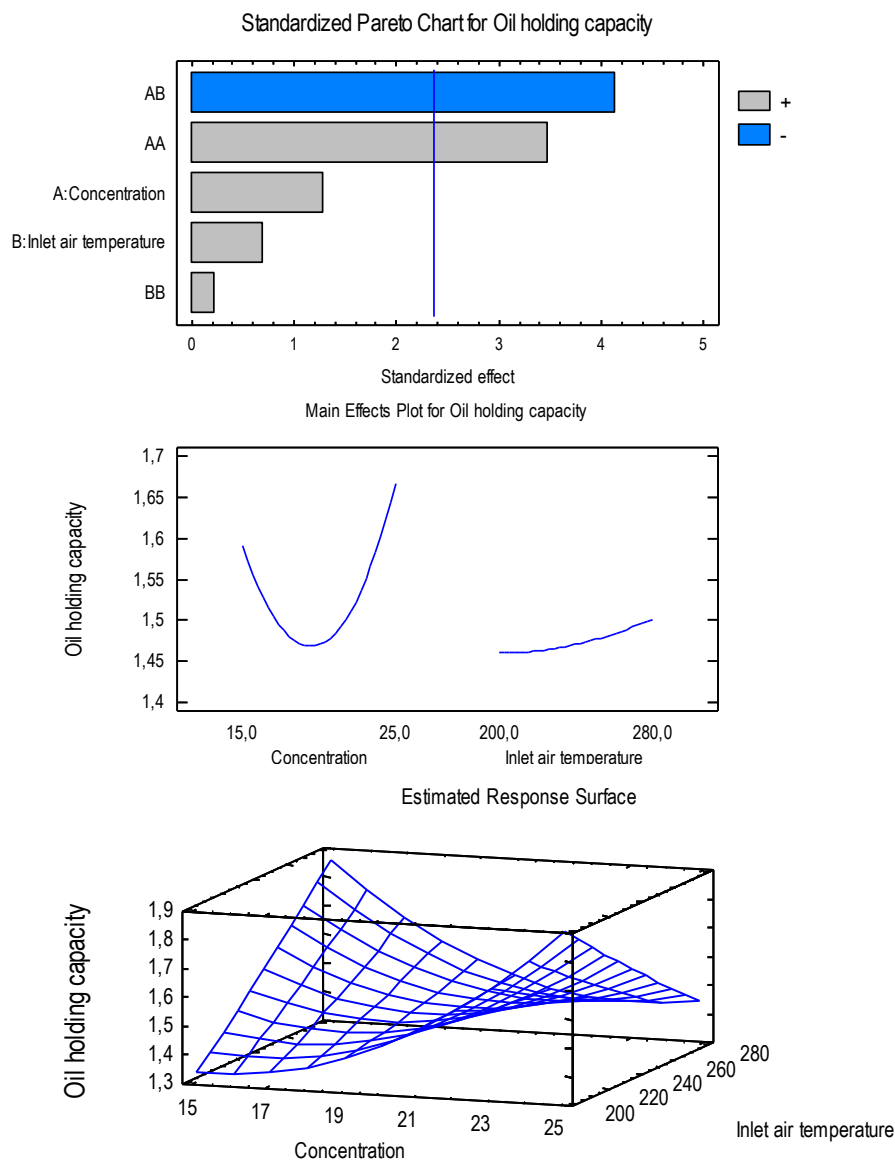 Standardized Pareto Chart for Oil holding capacity
AB
AA
A:Concentration
B:Inlet air temperature
BB
+
-
0 1 2 3 4 5
Standardized effect
Main Effects Plot for Oil holding capacity
Oil holding capacity
1,7
1,65
1,6
1,55
1,5
1,45
1,4
15,0 25,0 200,0 280,0
Concentration Inlet air temperature
Estimated Response Surface
Oil holding capacity
1,9
1,8
1,7
1,6
1,5
1,4
1,3
15 17 19 21 23 25
Concentration
200 220 240 260 280
Inlet air temperature